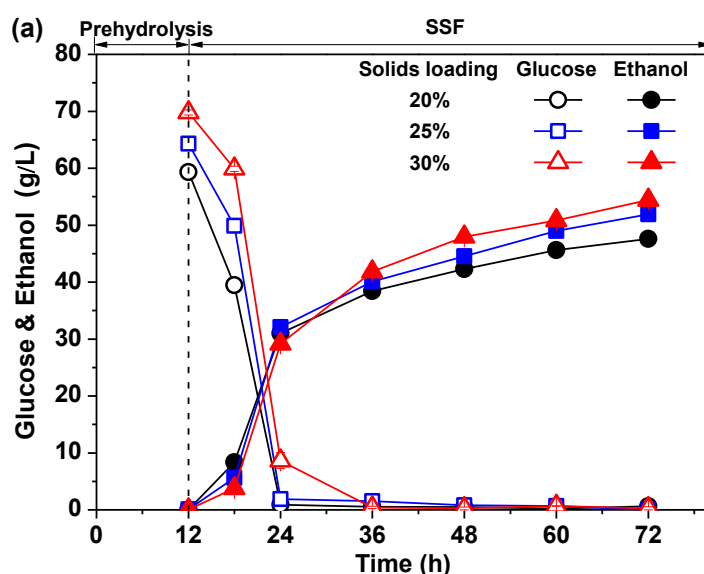 (a)
Prehydrolysis SSF
Solids loading Glucose Ethanol
20%
25%
30%
Glucose & Ethanol (g/L)
80
70
60
50
40
30
20
10
0
0 12 24 36 48 60 72
Time (h)